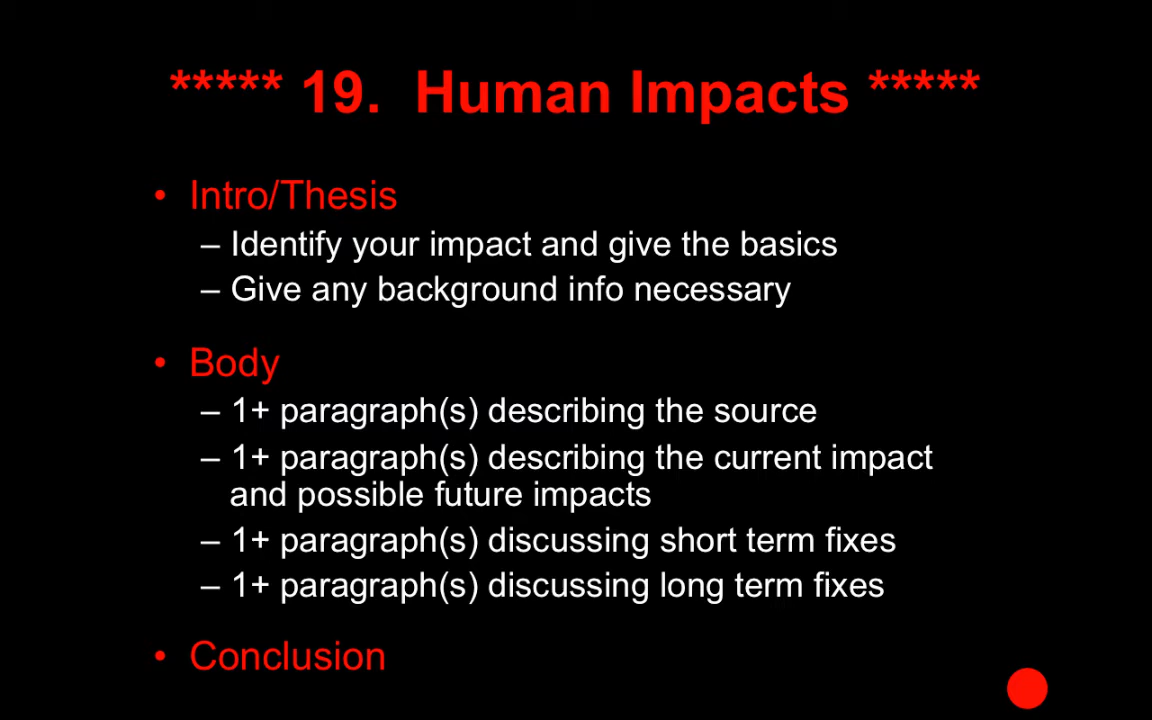 ***** 19.  Human Impacts *****
• Intro/Thesis
– Identify your impact and give the basics
– Give any background info necessary
• Body
– 1+ paragraph(s) describing the source
– 1+ paragraph(s) describing the current impact
and possible future impacts
– 1+ paragraph(s) discussing short term fixes
– 1+ paragraph(s) discussing long term fixes
• Conclusion